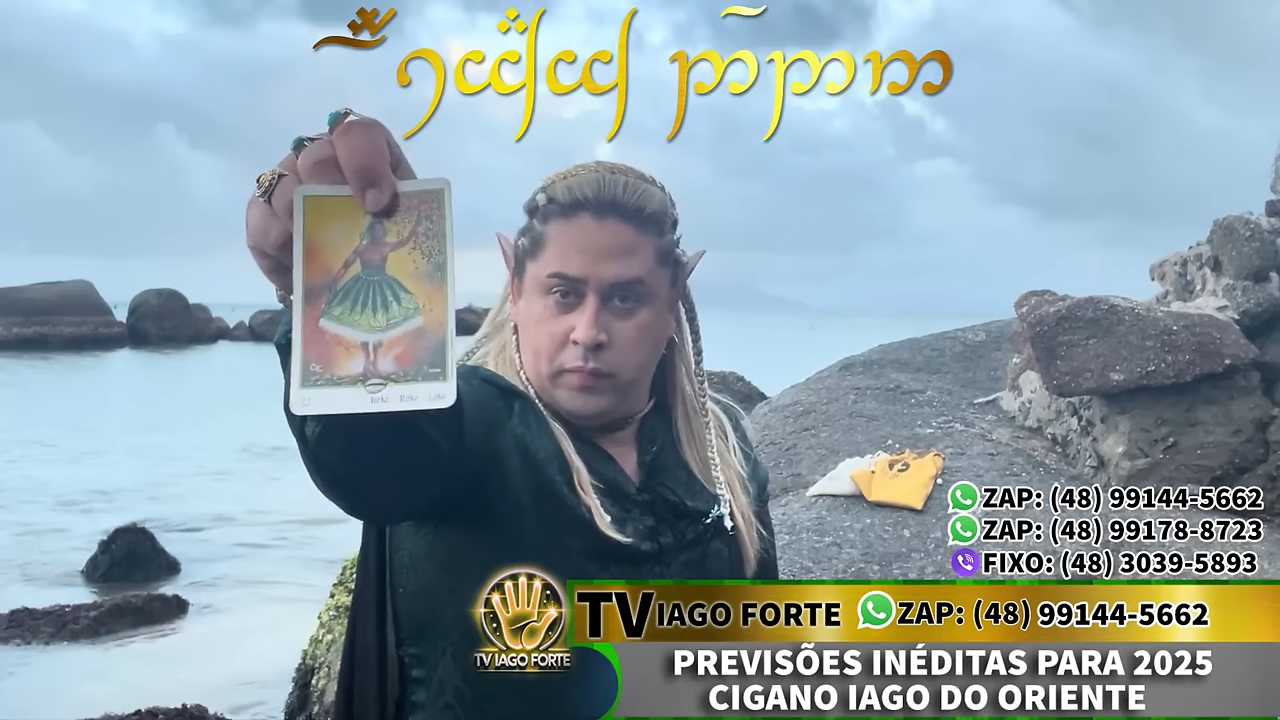 ZAP: (48) 99144-5662
ZAP: (48) 99178-8723
FIXO: (48) 3039-5893
TV IAGO FORTE ZAP: (48) 99144-5662
TV IAGO FORTE
PREVISÕES INÉDITAS PARA 2025
CIGANO IAGO DO ORIENTE